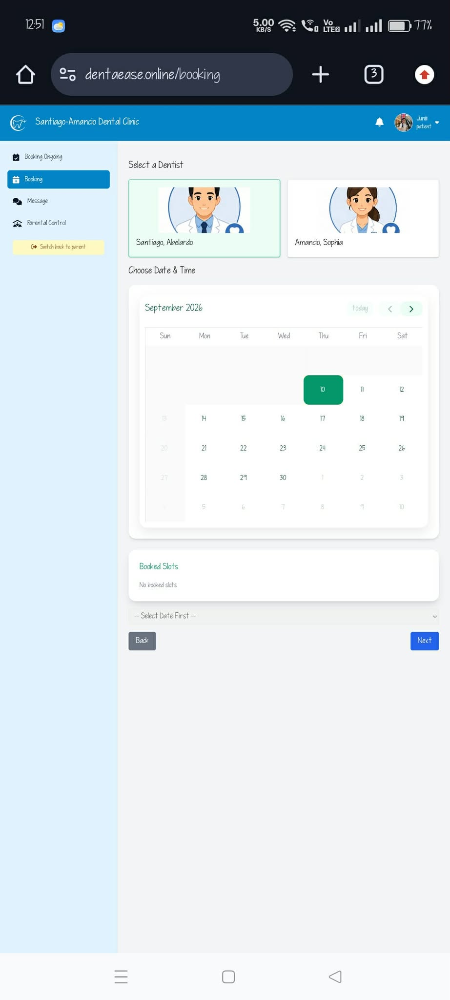 12:51
5.00 KB/S
Vo LTE2
77%
dentaease.online/booking
3
Santiago-Amancio Dental Clinic
Juniii
patient
Booking Ongoing
Booking
Message
Parental Control
Switch back to parent
Select a Dentist
Santiago, Abelardo
Amancio, Sophia
Choose Date & Time
September 2026
today
Sun Mon Tue Wed Thu Fri Sat
10 11 12
13 14 15 16 17 18 19
20 21 22 23 24 25 26
27 28 29 30 1 2 3
5 6 7 8 9 10
Booked Slots
No booked slots
-- Select Date First --
Back
Next